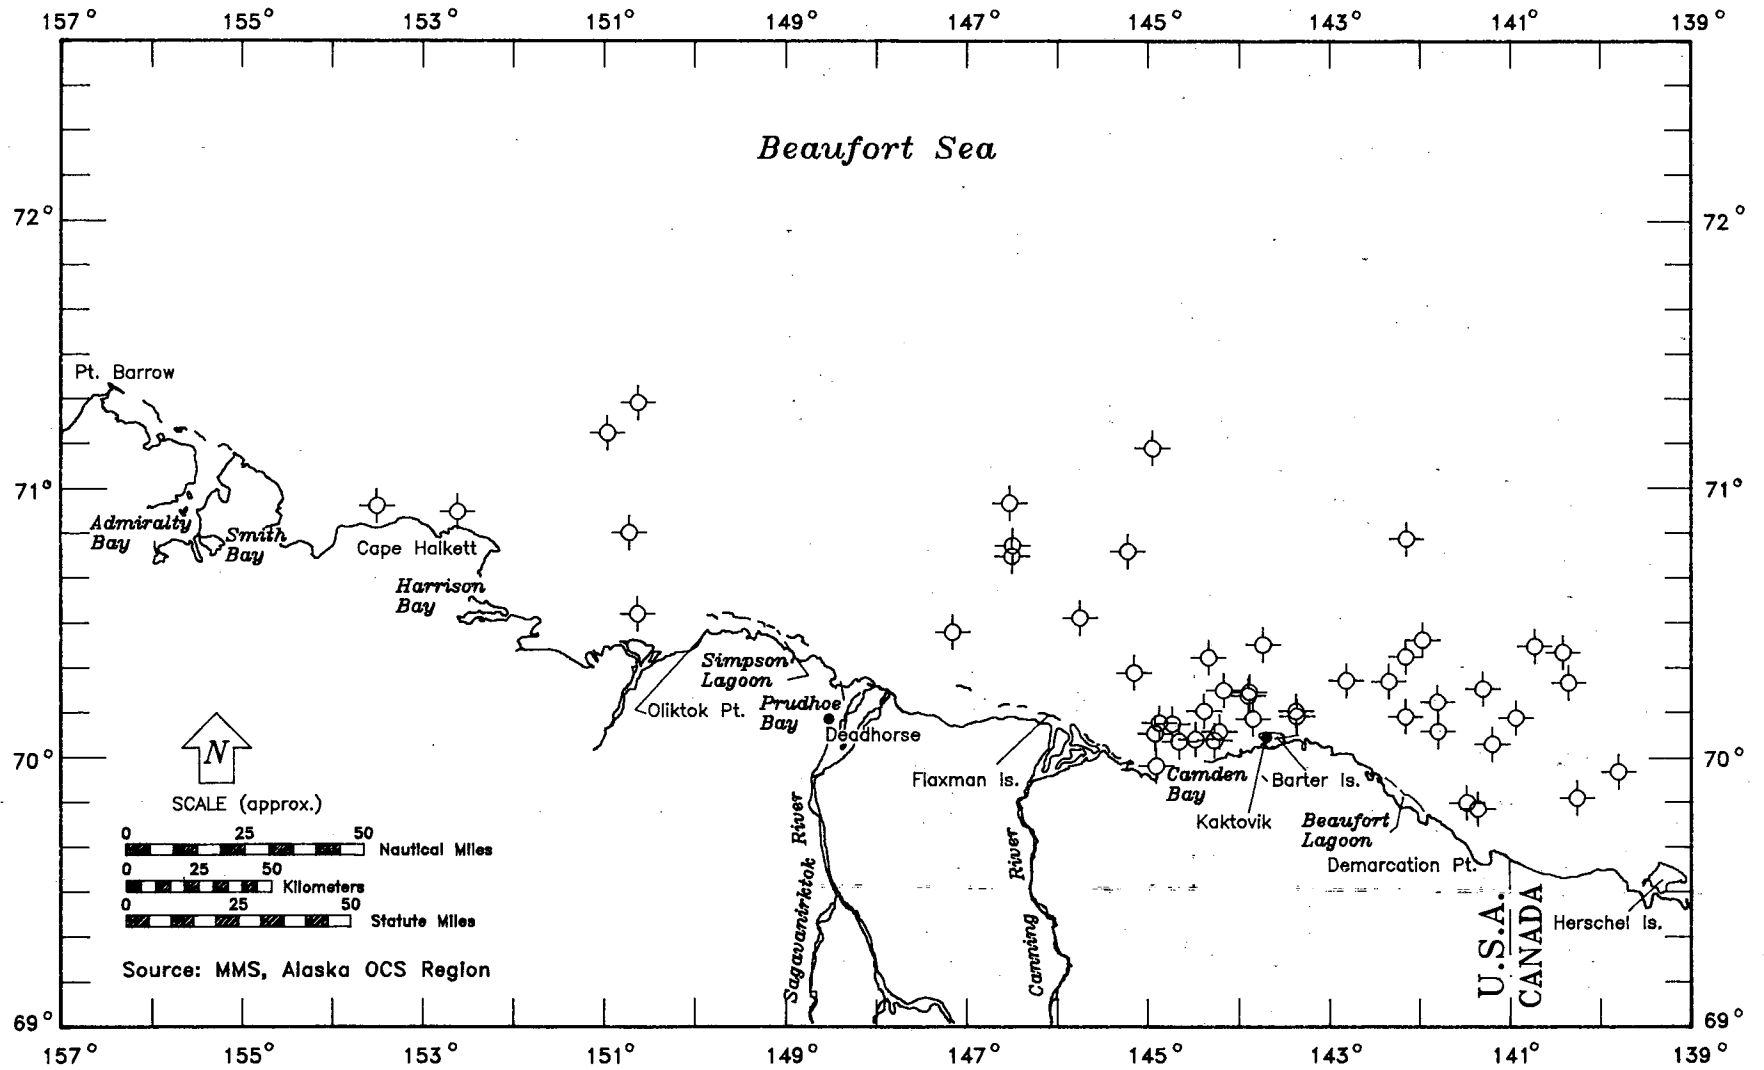 157° 155° 153° 151° 149° 147° 145° 143° 141° 139°
Beaufort Sea
72° 72°
Pt. Barrow
71° 71°
Admiralty
Bay
Smith
Bay
Cape Halkett
Harrison
Bay
Simpson
Lagoon
Oliktok Pt.
Prudhoe
Bay
Deadhorse
N
70° 70°
Flaxman Is.
Camden
Bay
Barter Is.
Kaktovik
Beaufort
Lagoon
Demarcation Pt.
Herschel Is.
U.S.A.
CANADA
Sagavanirktok River
Canning River
SCALE (approx.)
0 25 50
Nautical Miles
0 25 50
Kilometers
0 25 50
Statute Miles
Source: MMS, Alaska OCS Region
69° 69°
157° 155° 153° 151° 149° 147° 145° 143° 141° 139°